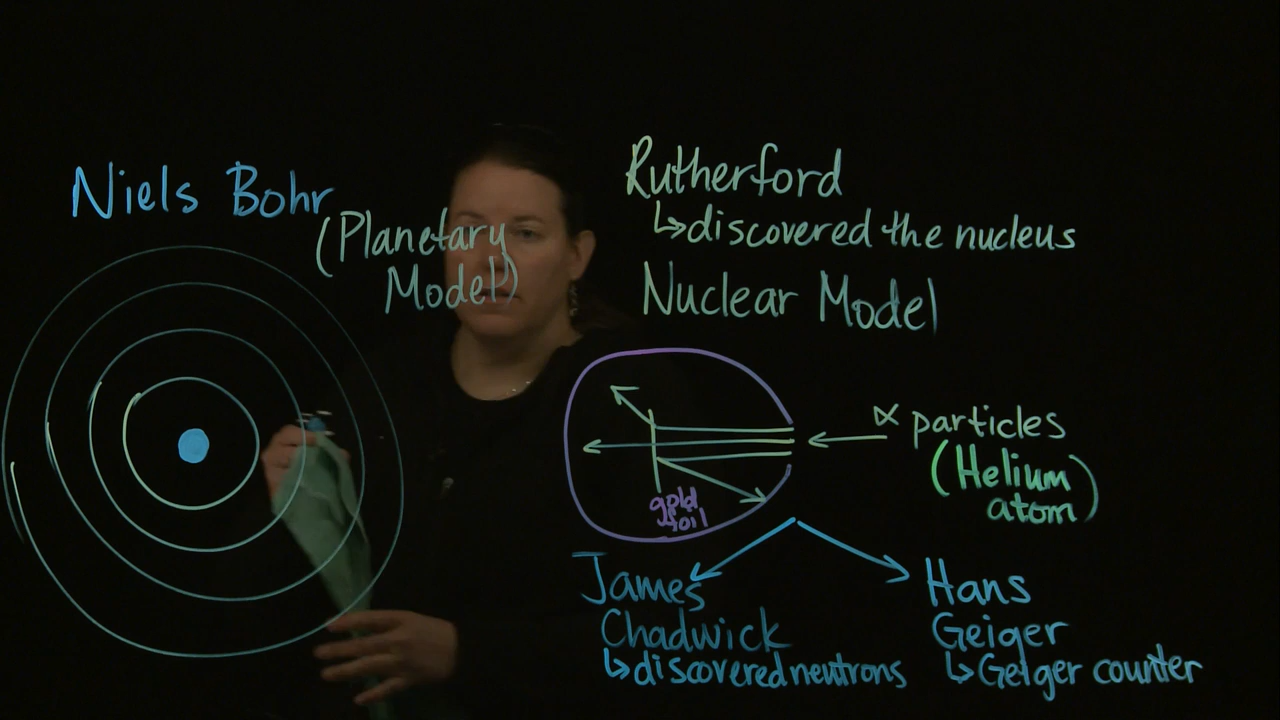 Niels Bohr
(Planetary
Model)
Rutherford
↳discovered the nucleus
Nuclear Model
∝ particles
(Helium
atom)
gold
foil
James
Chadwick
↳discovered neutrons
Hans
Geiger
↳Geiger counter